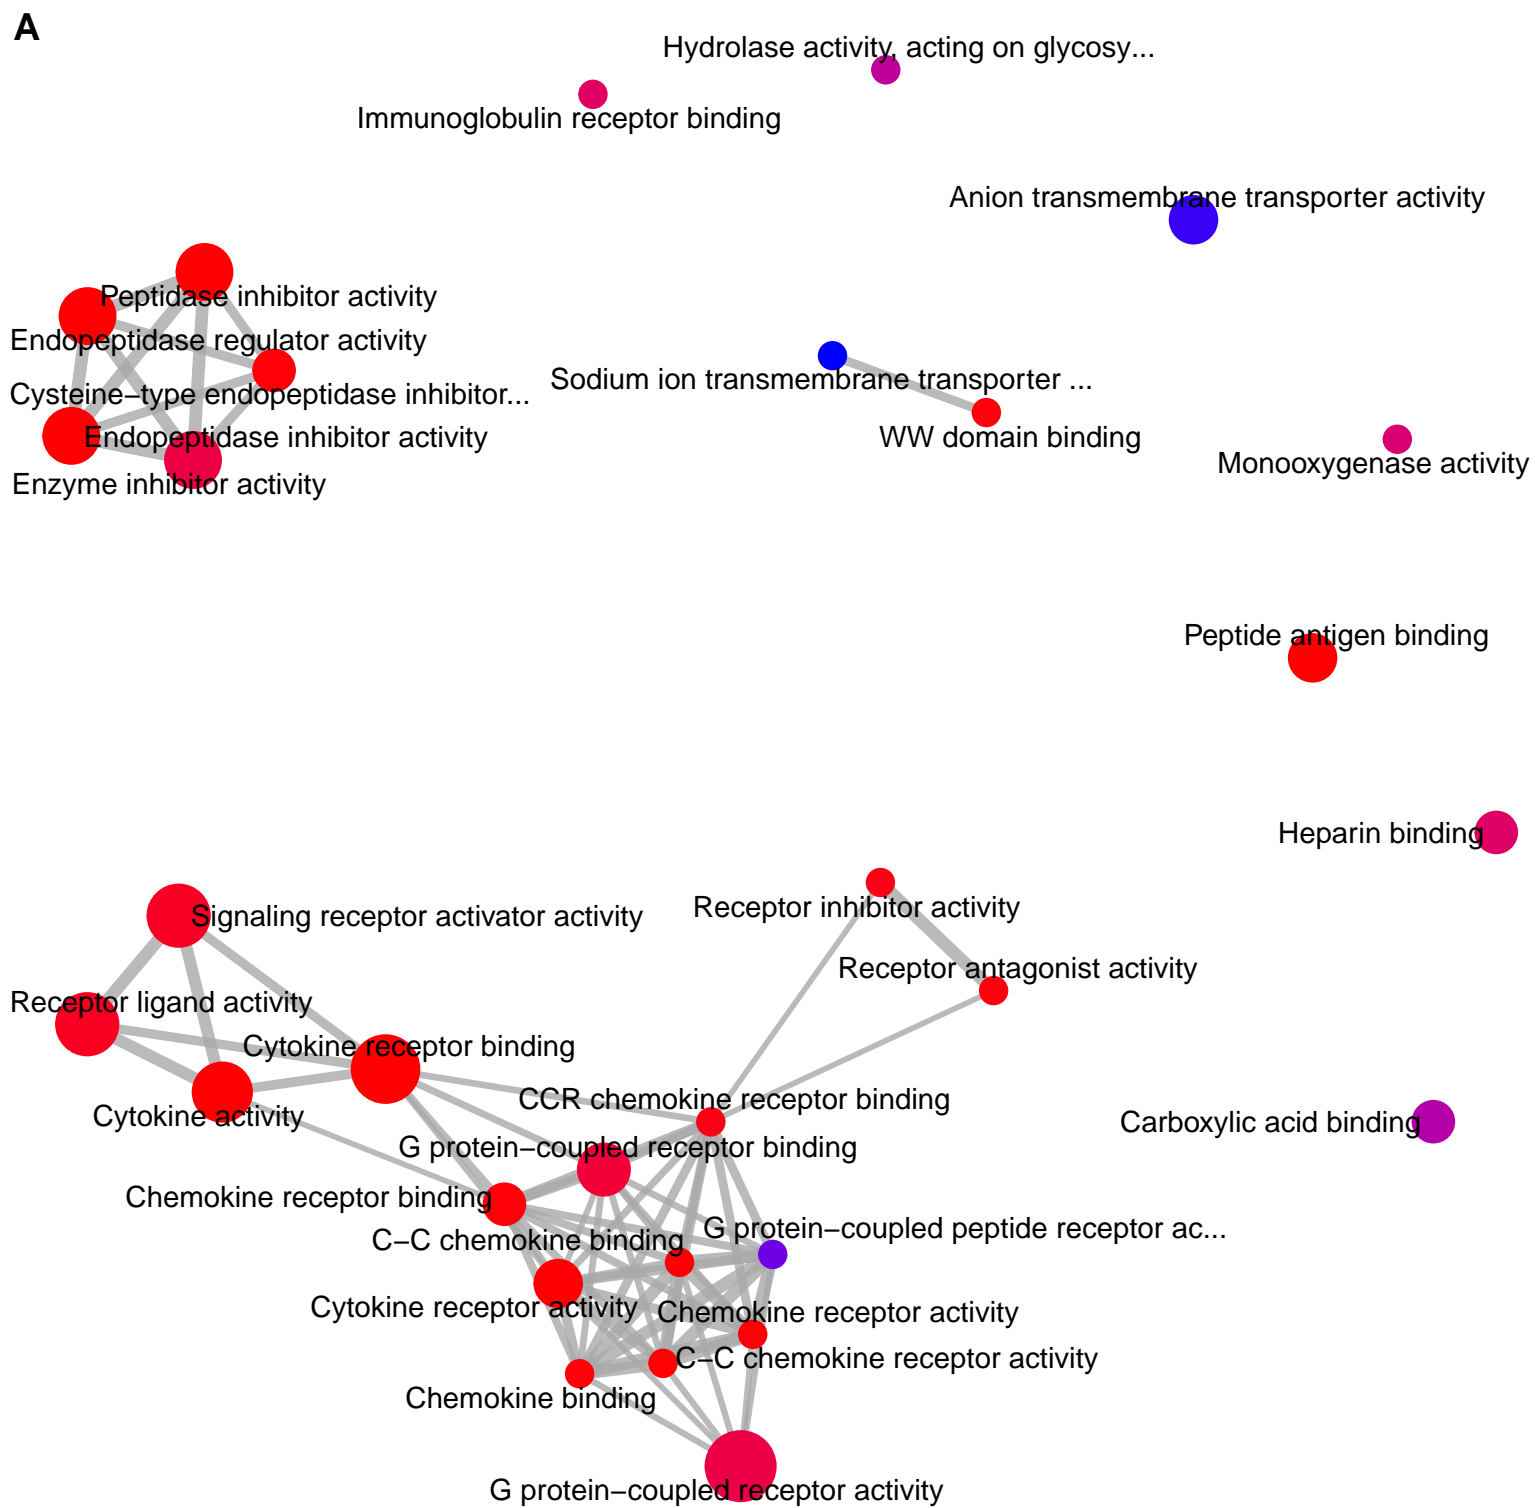 A
Hydrolase activity, acting on glycosy...
Immunoglobulin receptor binding
Anion transmembrane transporter activity
Peptidase inhibitor activity
Endopeptidase regulator activity
Cysteine−type endopeptidase inhibitor...
Sodium ion transmembrane transporter ...
Endopeptidase inhibitor activity
WW domain binding
Monooxygenase activity
Enzyme inhibitor activity
Peptide antigen binding
Heparin binding
Receptor inhibitor activity
Signaling receptor activator activity
Receptor antagonist activity
Receptor ligand activity
Cytokine receptor binding
CCR chemokine receptor binding
Cytokine activity
Carboxylic acid binding
G protein−coupled receptor binding
Chemokine receptor binding
G protein−coupled peptide receptor ac...
C−C chemokine binding
Cytokine receptor activity
Chemokine receptor activity
C−C chemokine receptor activity
Chemokine binding
G protein−coupled receptor activity